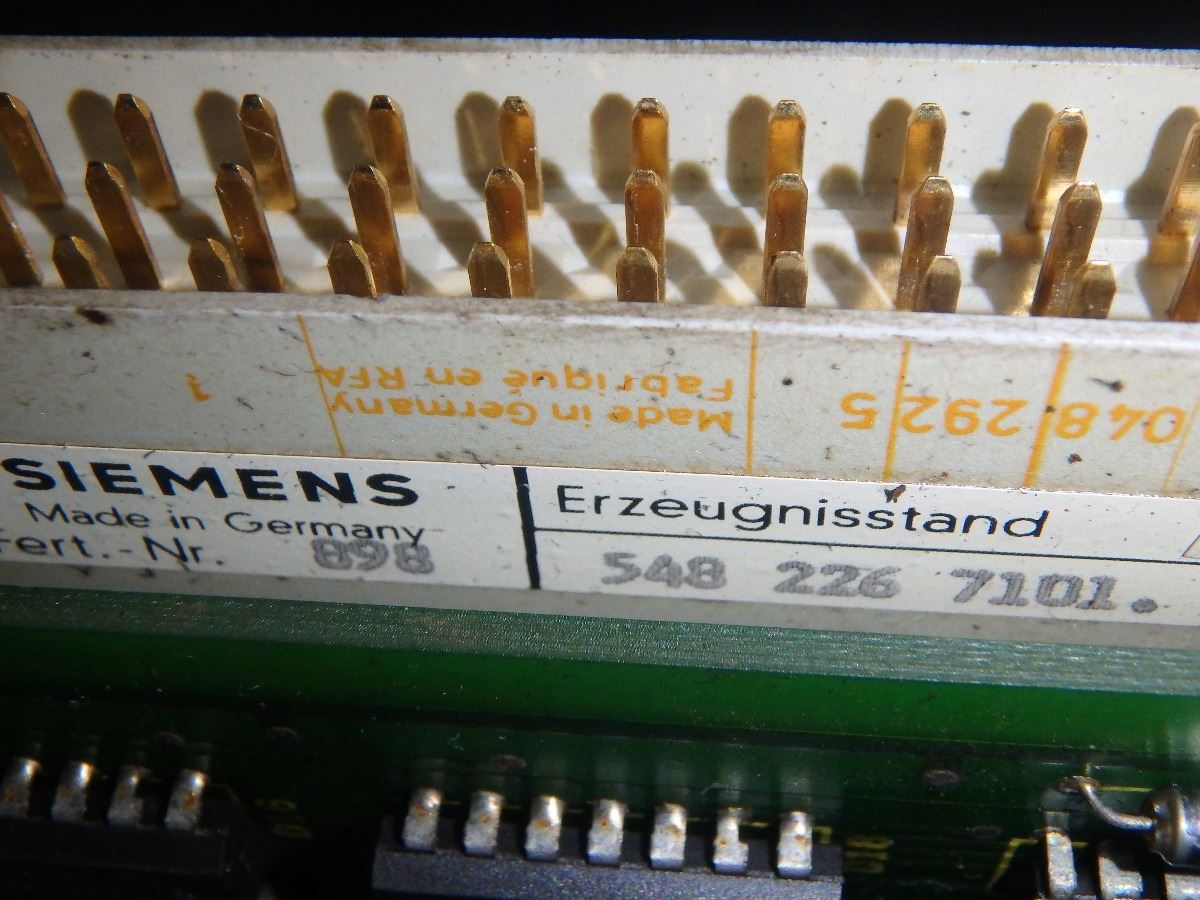 048 292 5
Made in Germany
Fabriqué en RFA
1
SIEMENS
Made in Germany
Fert.-Nr. 898
Erzeugnisstand
548 226 7101.